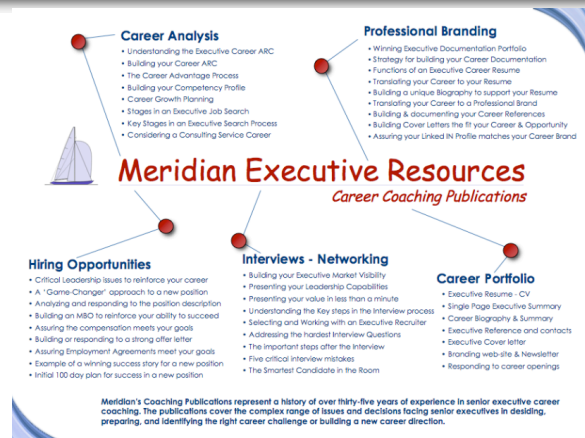 Career Analysis
• Understanding the Executive Career ARC
• Building your Career ARC
• The Career Advantage Process
• Building your Competency Profile
• Career Growth Planning
• Stages in an Executive Job Search
• Key Stages in an Executive Search Process
• Considering a Consulting Service Career
Professional Branding
• Winning Executive Documentation Portfolio
• Strategy for building your Career Documentation
• Functions of an Executive Career Resume
• Translating your Career to your Resume
• Building a unique Biography to support your Resume
• Translating your Career to a Professional Brand
• Building & documenting your Career References
• Building Cover Letters the fit your Career & Opportunity
• Assuring your Linked IN Profile matches your Career Brand
Meridian Executive Resources
Career Coaching Publications
Hiring Opportunities
• Critical Leadership issues to reinforce your career
• A 'Game-Changer' approach to a new position
• Analyzing and responding to the position description
• Building an MBO to reinforce your ability to succeed
• Assuring the compensation meets your goals
• Building or responding to a strong offer letter
• Assuring Employment Agreements meet your goals
• Example of a winning success story for a new position
• Initial 100 day plan for success in a new position
Interviews - Networking
• Building your Executive Market Visibility
• Presenting your Leadership Capabilities
• Presenting your value in less than a minute
• Understanding the Key steps in the Interview process
• Selecting and Working with an Executive Recruiter
• Addressing the hardest Interview Questions
• The important steps after the Interview
• Five critical interview mistakes
• The Smartest Candidate in the Room
Career Portfolio
• Executive Resume - CV
• Single Page Executive Summary
• Career Biography & Summary
• Executive Reference and contacts
• Executive Cover letter
• Branding web-site & Newsletter
• Responding to career openings
Meridian's Coaching Publications represent a history of over thirty-five years of experience in senior executive career
coaching. The publications cover the complex range of issues and decisions facing senior executives in desiding,
preparing, and identifying the right career challenge or building a new career direction.